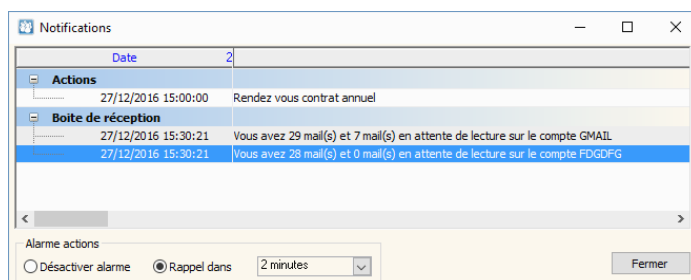 Notifications
Date 2
Actions
27/12/2016 15:00:00 Rendez vous contrat annuel
Boite de réception
27/12/2016 15:30:21 Vous avez 29 mail(s) et 7 mail(s) en attente de lecture sur le compte GMAIL
27/12/2016 15:30:21 Vous avez 28 mail(s) et 0 mail(s) en attente de lecture sur le compte FDGDFG
Alarme actions
Désactiver alarme Rappel dans 2 minutes Fermer